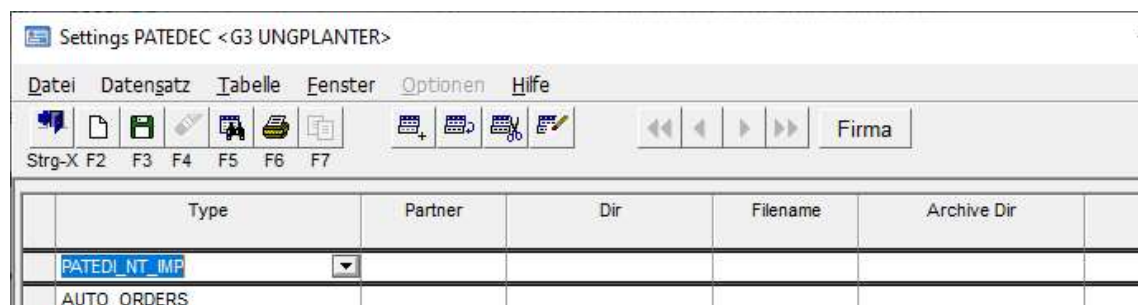 Settings PATEDEC <G3 UNGPLANTER>
Datei Datensatz Tabelle Fenster Optionen Hilfe
Firma
Strg-X F2 F3 F4 F5 F6 F7
Type Partner Dir Filename Archive Dir
PATEDI_NT_IMP
AUTO_ORDERS